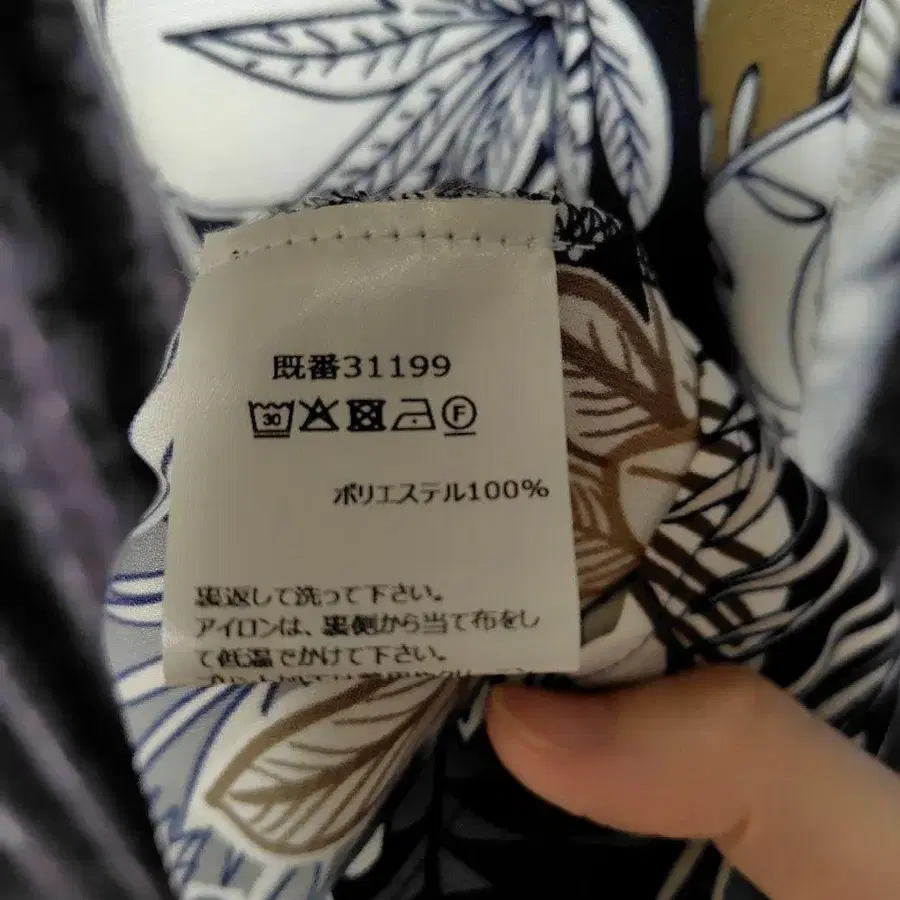 既番31199
30 F
ポリエステル100%
裏返して洗って下さい。
アイロンは、裏側から当て布をし
て低温でかけて下さい。